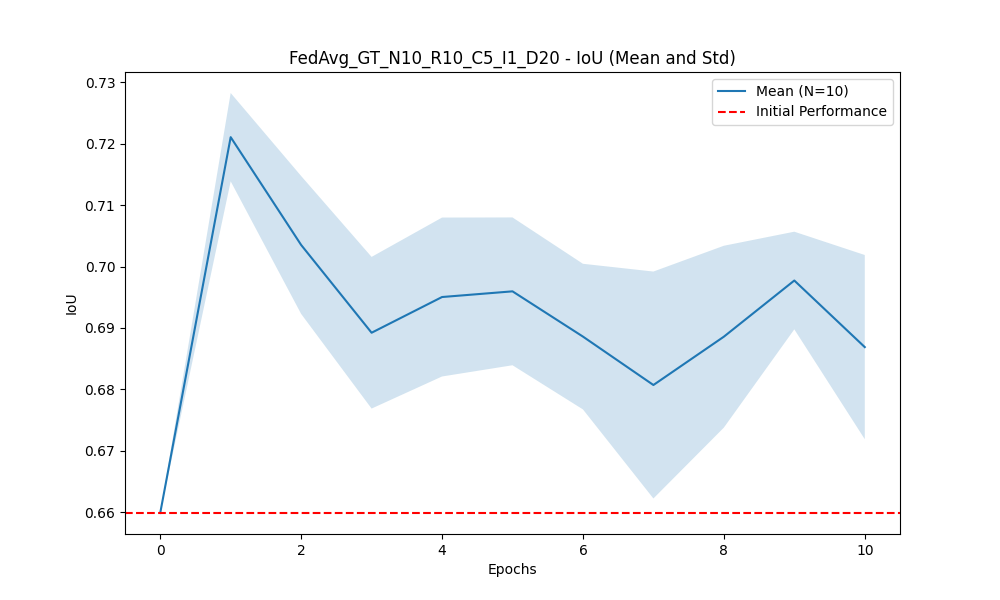 FedAvg_GT_N10_R10_C5_I1_D20 - IoU (Mean and Std)
Mean (N=10)
Initial Performance
IoU
0.73
0.72
0.71
0.70
0.69
0.68
0.67
0.66
0 2 4 6 8 10
Epochs